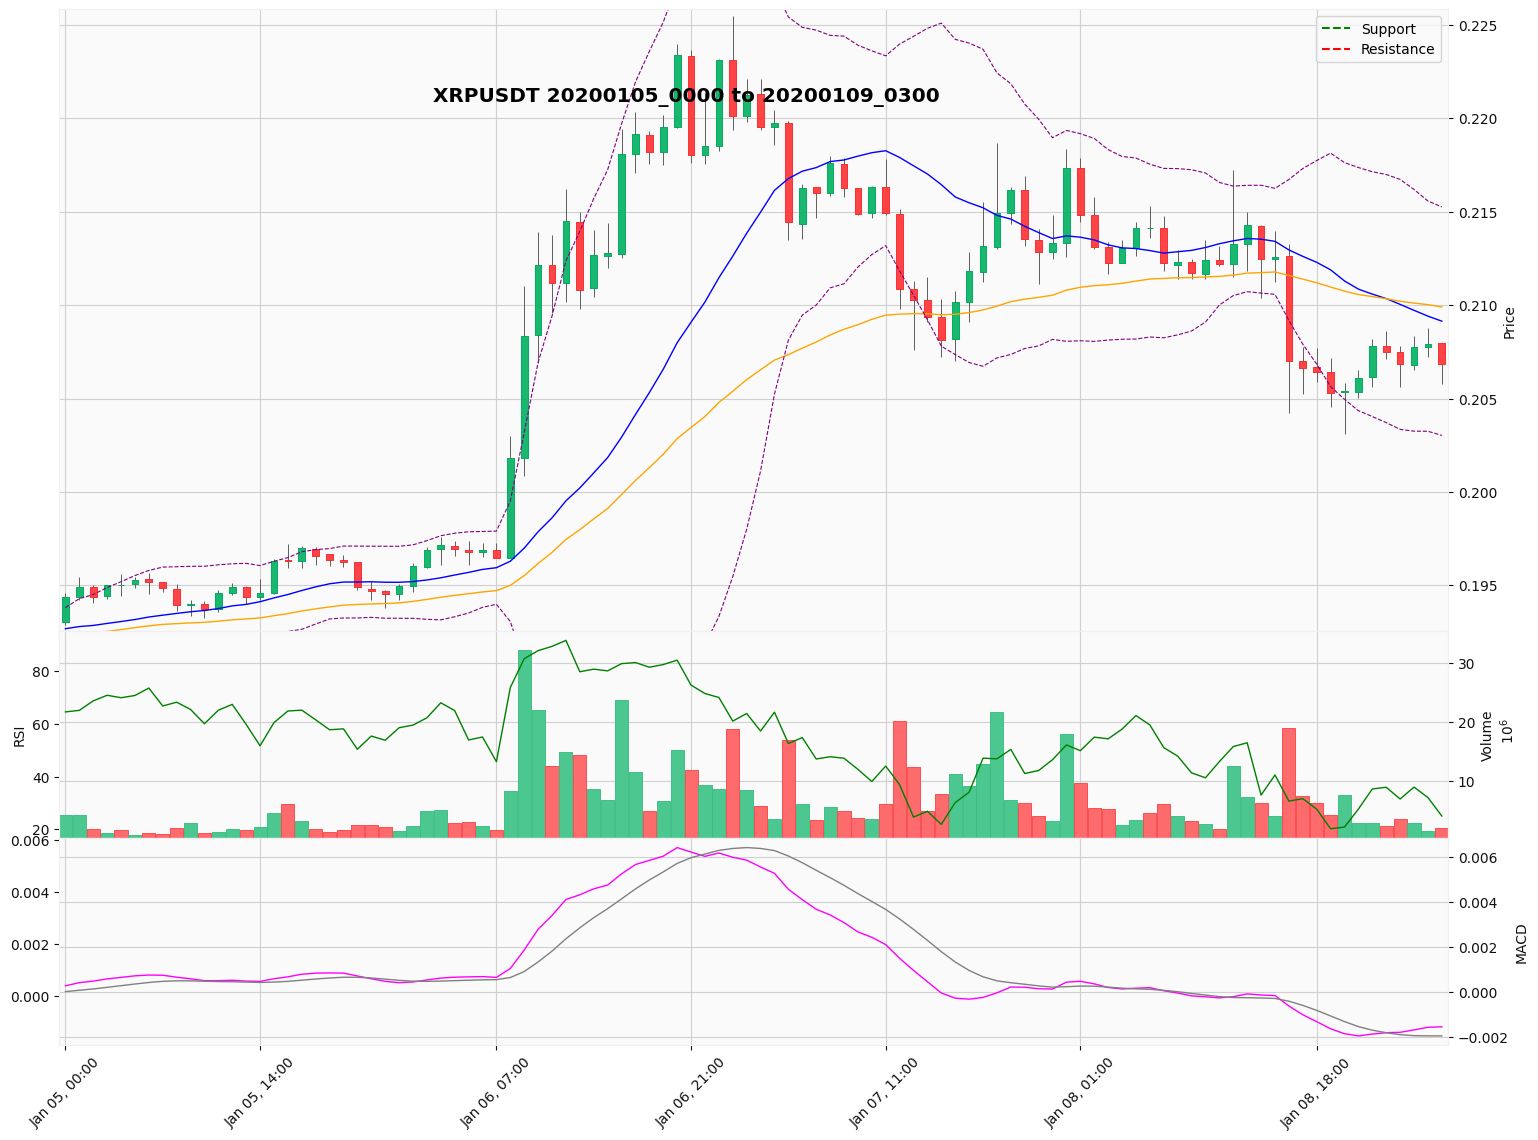 Support
Resistance
XRPUSDT 20200105_0000 to 20200109_0300
0.225
0.220
0.215
0.210
0.205
0.200
0.195
Price
80
60
40
20
RSI
30
20
10
Volume
10^6
0.006
0.004
0.002
0.000
0.006
0.004
0.002
0.000
−0.002
MACD
Jan 05, 00:00
Jan 05, 14:00
Jan 06, 07:00
Jan 06, 21:00
Jan 07, 11:00
Jan 08, 01:00
Jan 08, 18:00